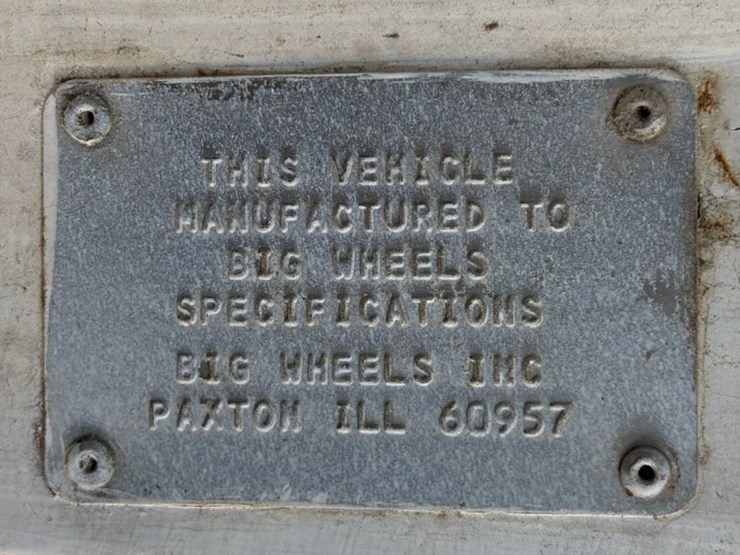 THIS VEHICLE
MANUFACTURED TO
BIG WHEELS
SPECIFICATIONS
BIG WHEELS INC
PAXTON ILL 60957